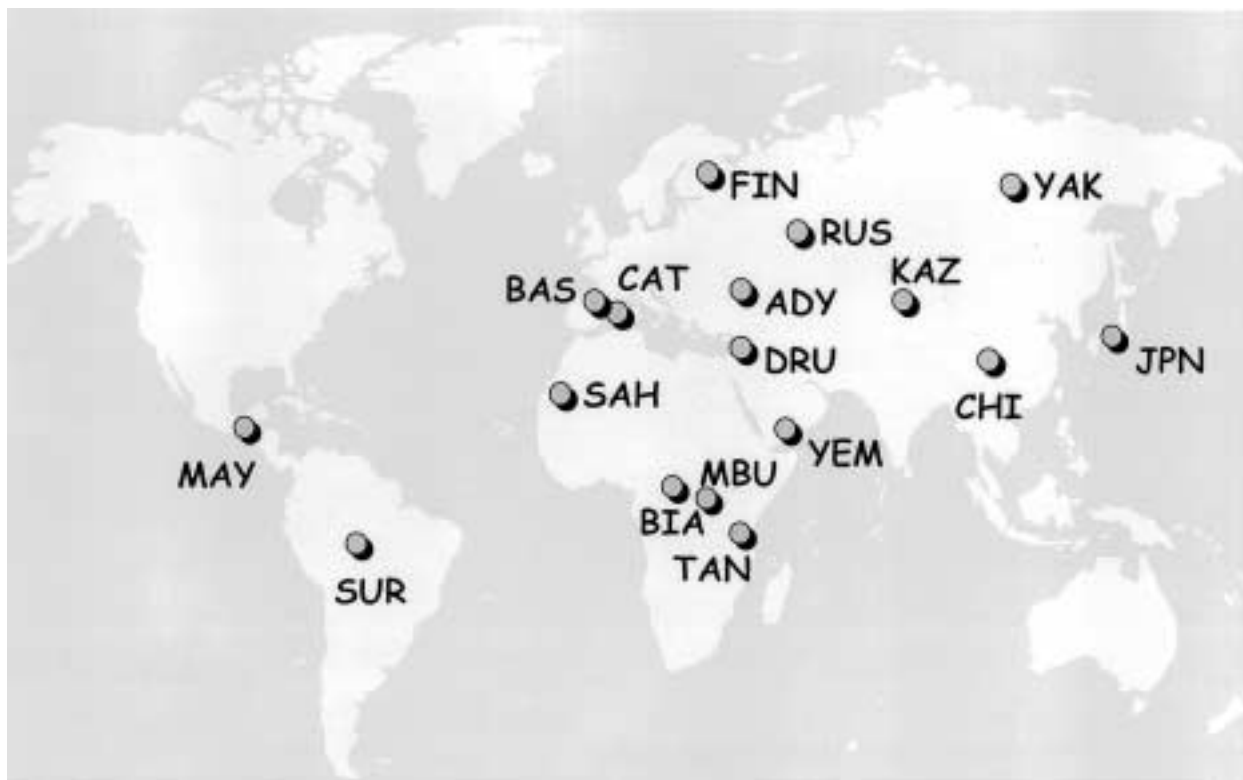 FIN
YAK
RUS
KAZ
CAT
BAS
ADY
JPN
DRU
SAH
CHI
YEM
MAY
MBU
BIA
TAN
SUR